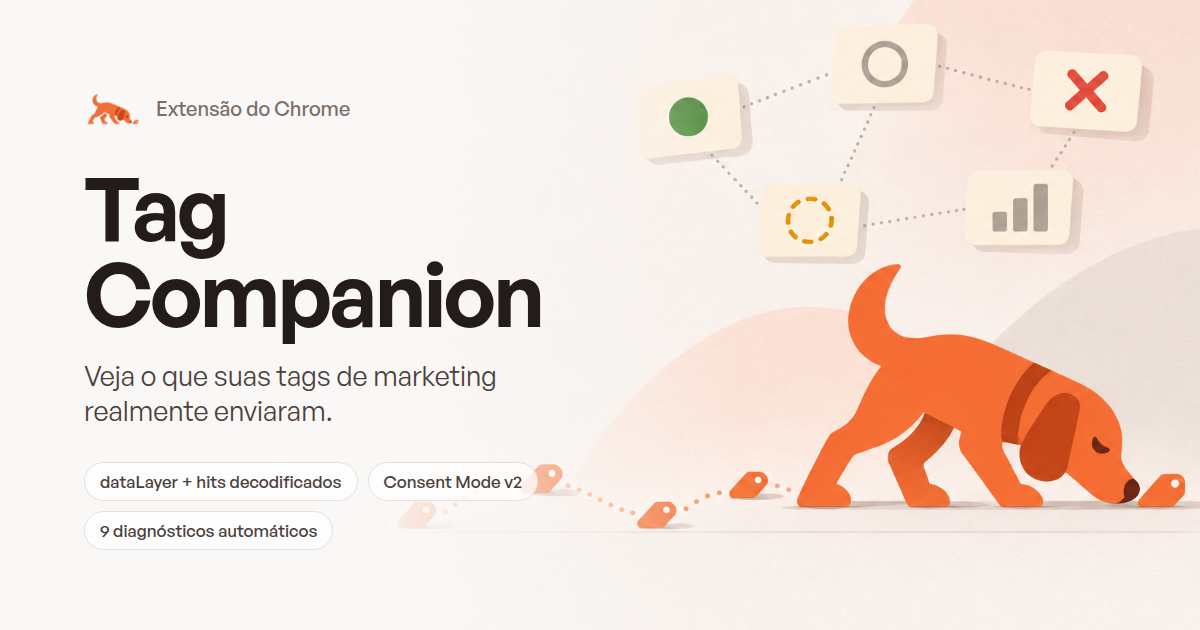 Extensão do Chrome
Tag
Companion
Veja o que suas tags de marketing
realmente enviaram.
dataLayer + hits decodificados
Consent Mode v2
9 diagnósticos automáticos